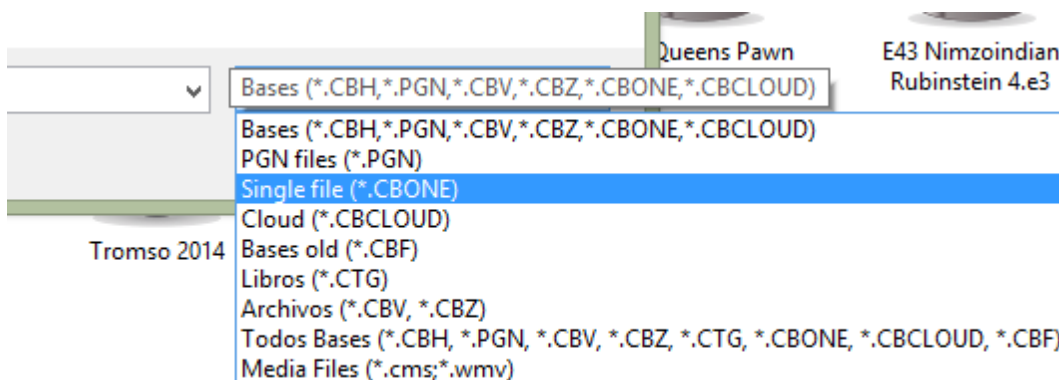 Queens Pawn
E43 Nimzoindian
Rubinstein 4.e3
Bases (*.CBH,*.PGN,*.CBV,*.CBZ,*.CBONE,*.CBCLOUD)
Bases (*.CBH,*.PGN,*.CBV,*.CBZ,*.CBONE,*.CBCLOUD)
PGN files (*.PGN)
Single file (*.CBONE)
Cloud (*.CBCLOUD)
Tromso 2014
Bases old (*.CBF)
Libros (*.CTG)
Archivos (*.CBV, *.CBZ)
Todos Bases (*.CBH, *.PGN, *.CBV, *.CBZ, *.CTG, *.CBONE, *.CBCLOUD, *.CBF)
Media Files (*.cms;*.wmv)